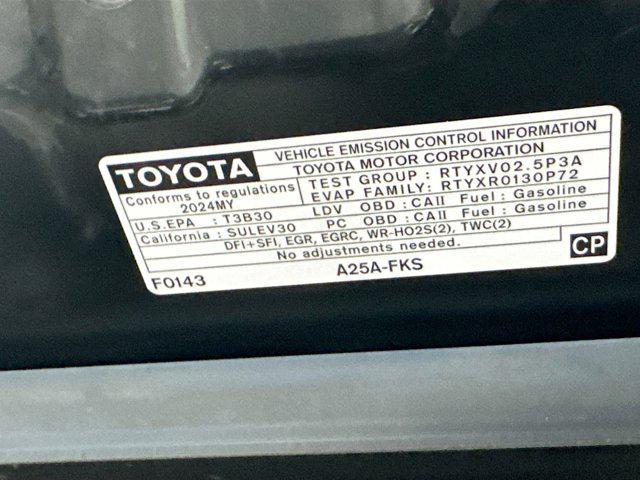 TOYOTA VEHICLE EMISSION CONTROL INFORMATION
TOYOTA MOTOR CORPORATION
Conforms to regulations TEST GROUP : RTYXV02.5P3A
2024MY EVAP FAMILY: RTYXR0130P72
U.S.EPA : T3B30 LDV OBD : CAII Fuel : Gasoline
California : SULEV30 PC OBD : CAII Fuel : Gasoline
DFI+SFI, EGR, EGRC, WR-HO2S(2), TWC(2)
No adjustments needed.
CP
F0143 A25A-FKS